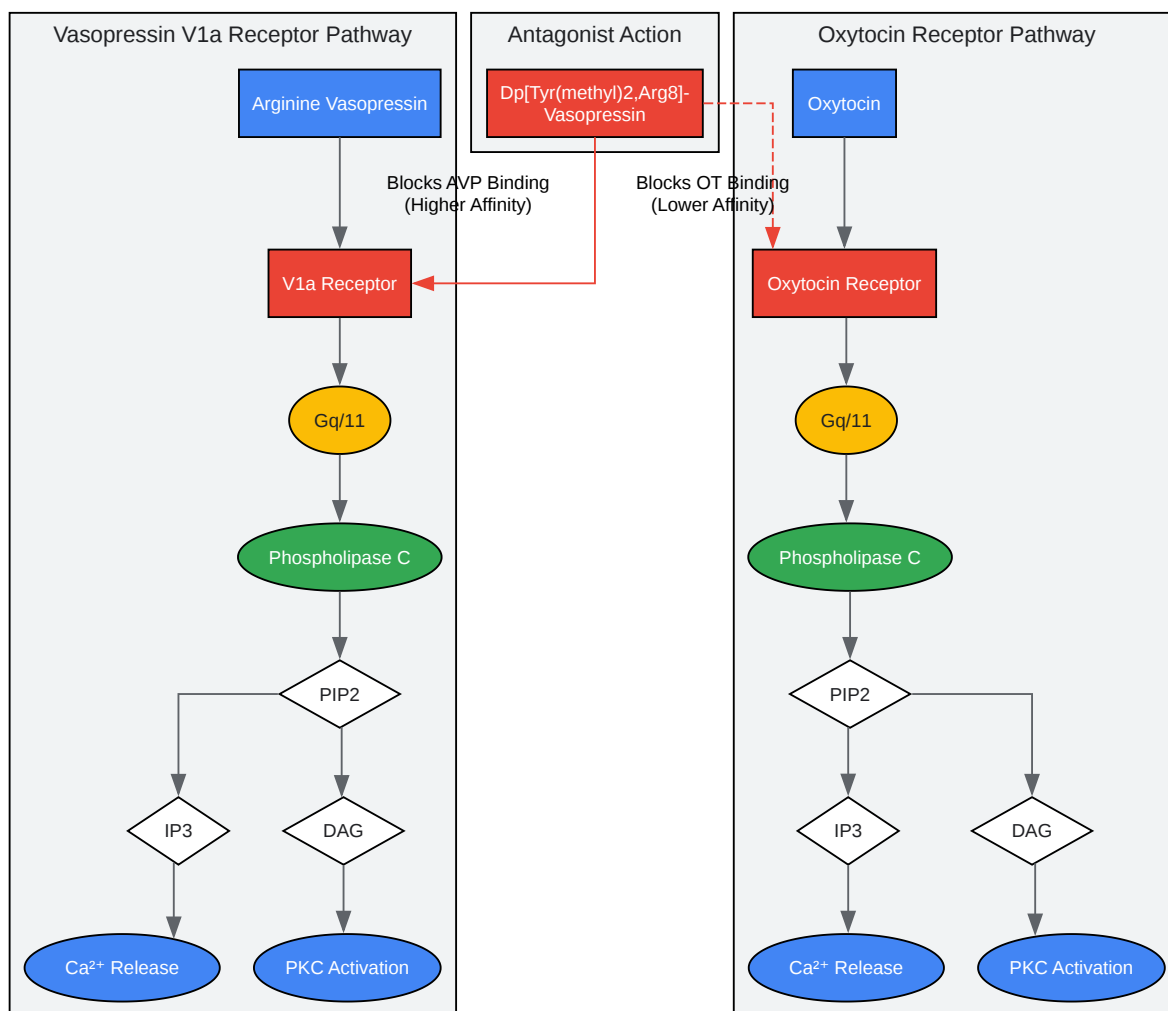 Vasopressin V1a Receptor Pathway
Antagonist Action
Oxytocin Receptor Pathway
Arginine Vasopressin
Dp[Tyr(methyl)2,Arg8]-
Vasopressin
Oxytocin
Blocks AVP Binding
(Higher Affinity)
Blocks OT Binding
(Lower Affinity)
V1a Receptor
Oxytocin Receptor
Gq/11
Gq/11
Phospholipase C
Phospholipase C
PIP2
PIP2
IP3
DAG
IP3
DAG
Ca²⁺ Release
PKC Activation
Ca²⁺ Release
PKC Activation